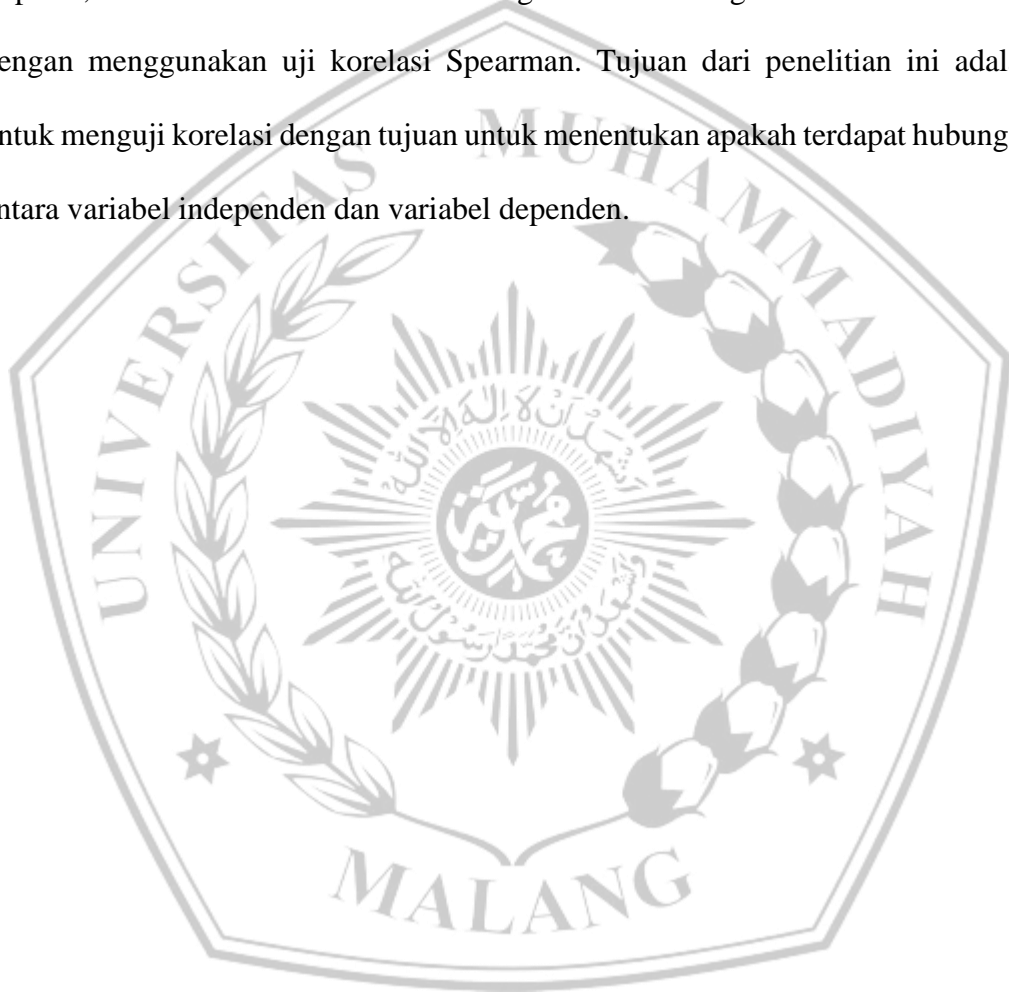 engan menggunakan uji korelasi Spearman. Tujuan dari penelitian ini adal
ntuk menguji korelasi dengan tujuan untuk menentukan apakah terdapat hubung
ntara variabel independen dan variabel dependen.
UNIVERSITAS MUHAMMADIYAH
MALANG